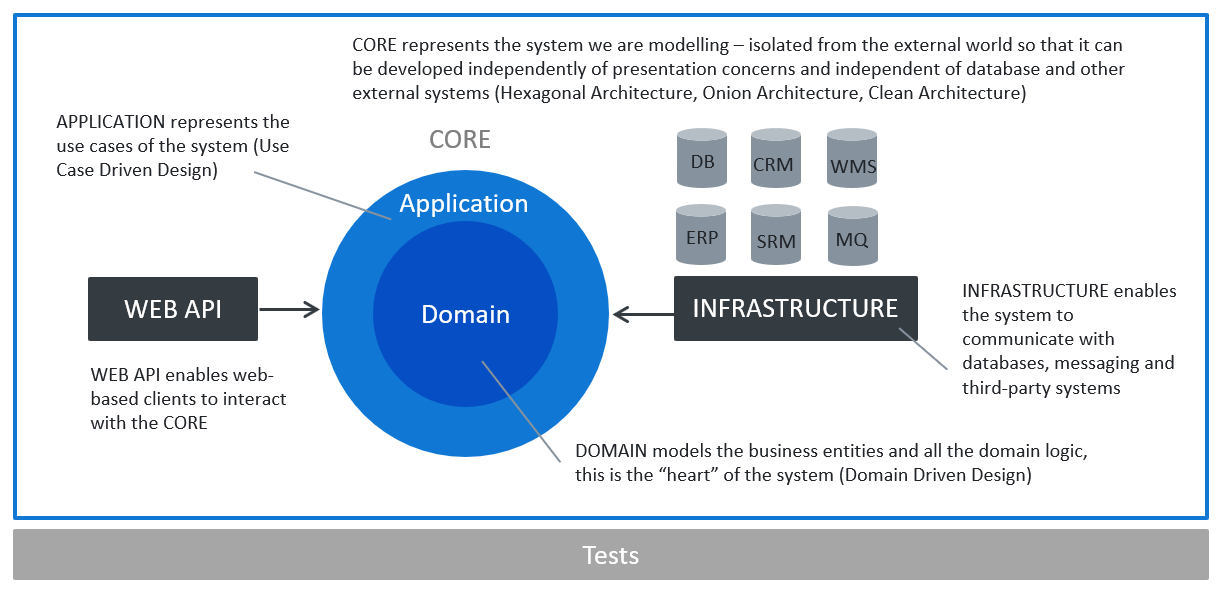 CORE represents the system we are modelling – isolated from the external world so that it can
be developed independently of presentation concerns and independent of database and other
external systems (Hexagonal Architecture, Onion Architecture, Clean Architecture)
APPLICATION represents the
use cases of the system (Use
Case Driven Design)
CORE
DB
CRM
WMS
Application
ERP
SRM
MQ
WEB API
Domain
INFRASTRUCTURE
INFRASTRUCTURE enables
the system to
communicate with
databases, messaging and
third-party systems
WEB API enables web-
based clients to interact
with the CORE
DOMAIN models the business entities and all the domain logic,
this is the “heart” of the system (Domain Driven Design)
Tests